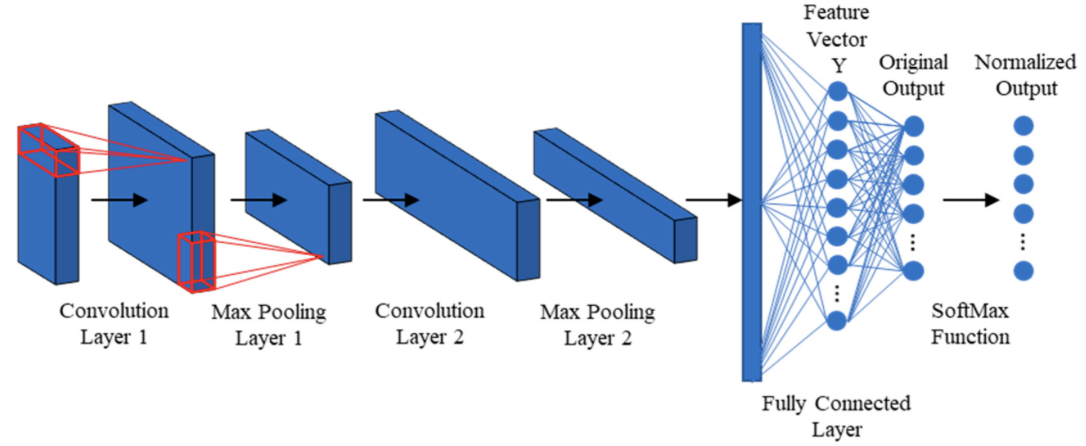 Feature
Vector
Y
Original
Output
Normalized
Output
Convolution
Layer 1
Max Pooling
Layer 1
Convolution
Layer 2
Max Pooling
Layer 2
SoftMax
Function
Fully Connected
Layer